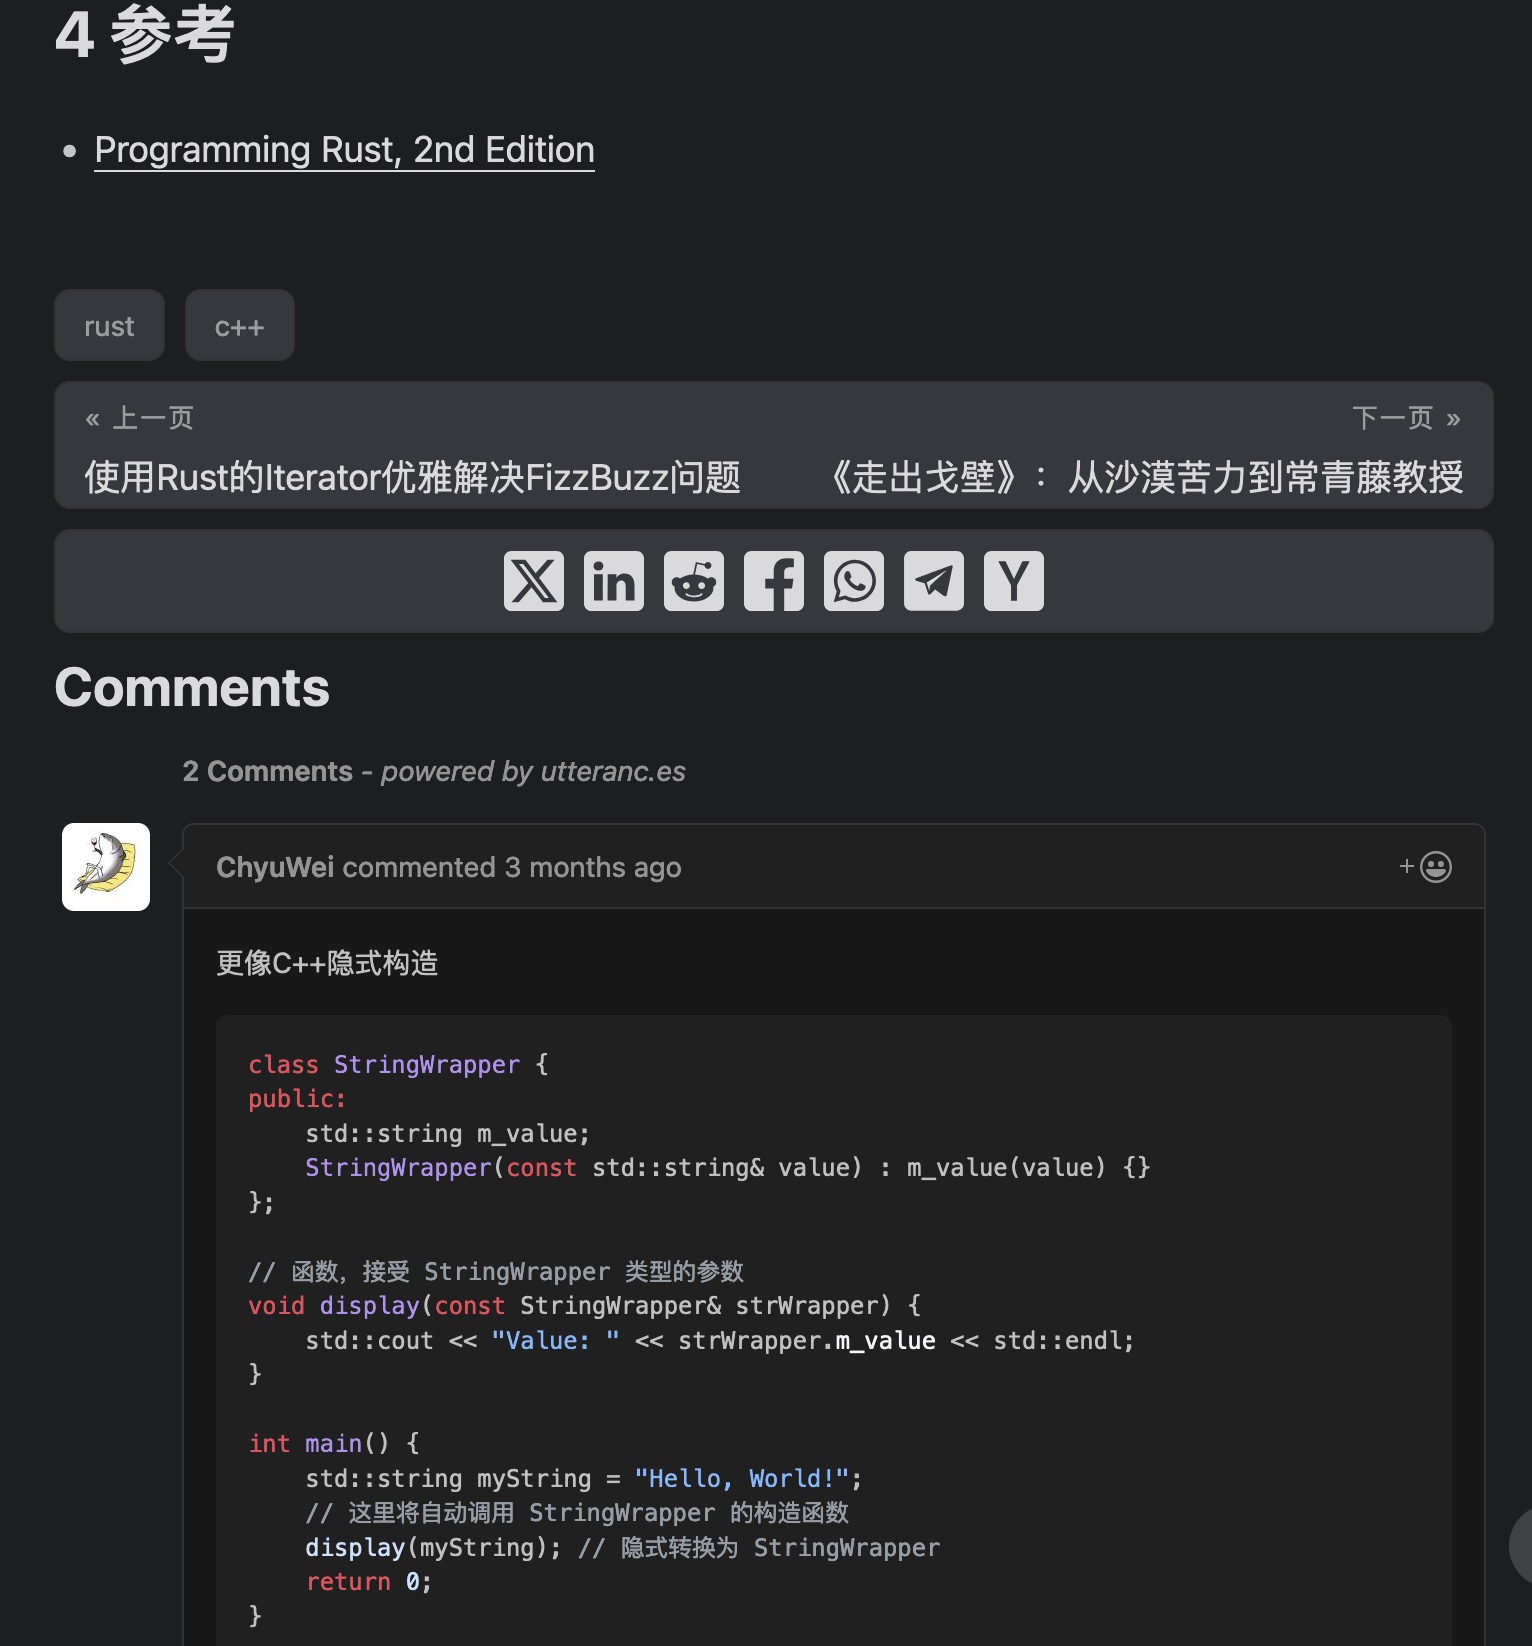 4 参考
Programming Rust, 2nd Edition
rust
c++
« 上一页
下一页 »
使用Rust的Iterator优雅解决FizzBuzz问题
《走出戈壁》：从沙漠苦力到常青藤教授
Comments
2 Comments - powered by utteranc.es
ChyuWei commented 3 months ago
更像C++隐式构造
class StringWrapper {
public:
    std::string m_value;
    StringWrapper(const std::string& value) : m_value(value) {}
};
// 函数，接受 StringWrapper 类型的参数
void display(const StringWrapper& strWrapper) {
    std::cout << "Value: " << strWrapper.m_value << std::endl;
}
int main() {
    std::string myString = "Hello, World!";
    // 这里将自动调用 StringWrapper 的构造函数
    display(myString); // 隐式转换为 StringWrapper
    return 0;
}